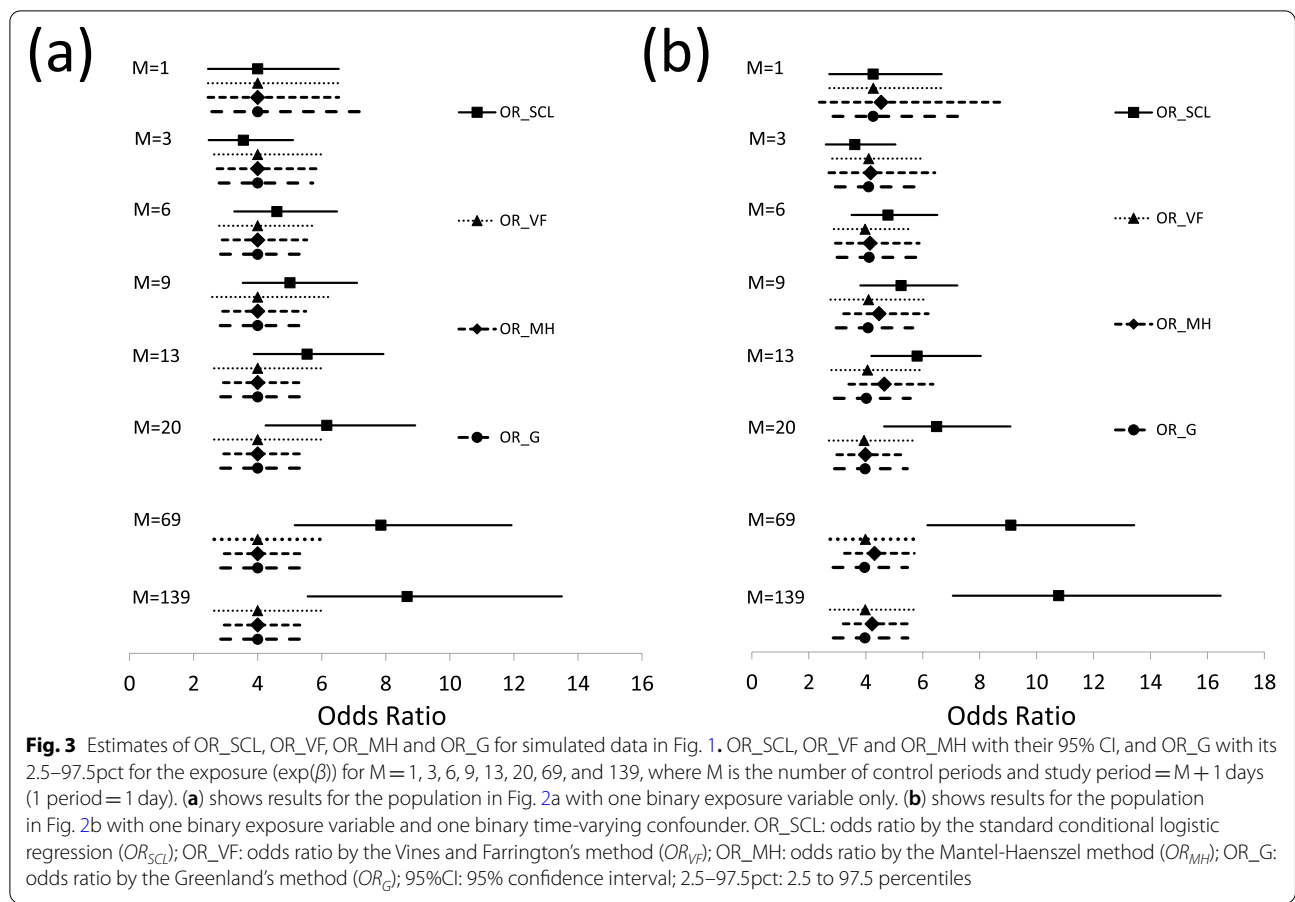 (a)
M=1
M=3
M=6
M=9
M=13
M=20
M=69
M=139
OR_SCL
OR_VF
OR_MH
OR_G
0 2 4 6 8 10 12 14 16
Odds Ratio
(b)
M=1
M=3
M=6
M=9
M=13
M=20
M=69
M=139
OR_SCL
OR_VF
OR_MH
OR_G
0 2 4 6 8 10 12 14 16 18
Odds Ratio
Fig. 3 Estimates of OR_SCL, OR_VF, OR_MH and OR_G for simulated data in Fig. 1. OR_SCL, OR_VF and OR_MH with their 95% CI, and OR_G with its
2.5–97.5pct for the exposure (exp(β)) for M = 1, 3, 6, 9, 13, 20, 69, and 139, where M is the number of control periods and study period = M + 1 days
(1 period = 1 day). (a) shows results for the population in Fig. 2a with one binary exposure variable only. (b) shows results for the population
in Fig. 2b with one binary exposure variable and one binary time-varying confounder. OR_SCL: odds ratio by the standard conditional logistic
regression (OR_SCL); OR_VF: odds ratio by the Vines and Farrington's method (OR_VF); OR_MH: odds ratio by the Mantel-Haenszel method (OR_MH); OR_G:
odds ratio by the Greenland's method (OR_G); 95%CI: 95% confidence interval; 2.5–97.5pct: 2.5 to 97.5 percentiles